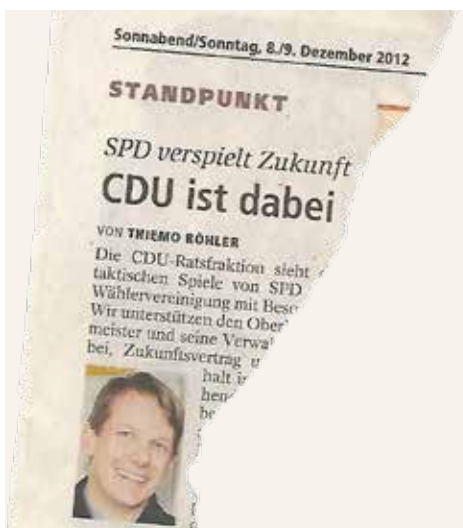 Sonnabend/Sonntag, 8./9. Dezember 2012
STANDPUNKT
SPD verspielt Zukunft
CDU ist dabei
VON THIEMO RÖHLER
Die CDU-Ratsfraktion sieht
taktischen Spiele von SPD
Wählervereinigung mit Beso
Wir unterstützen den Ober
meister und seine Verwal
bei, Zukunftsvertrag u
halt i
hen
be